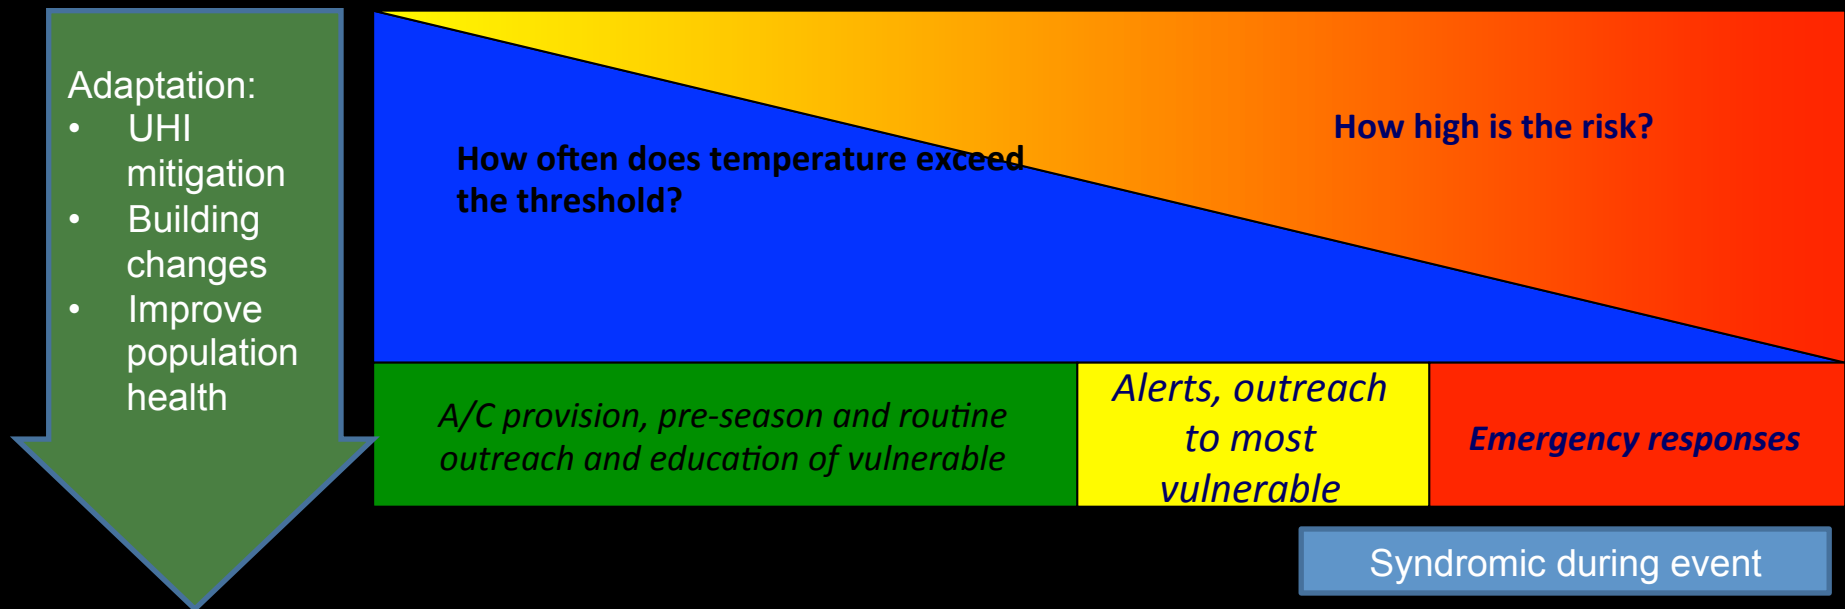 Adaptation:
• UHI
mitigation
• Building
changes
• Improve
population
health
How often does temperature exceed
the threshold?
How high is the risk?
A/C provision, pre-season and routine
outreach and education of vulnerable
Alerts, outreach
to most
vulnerable
Emergency responses
Syndromic during event